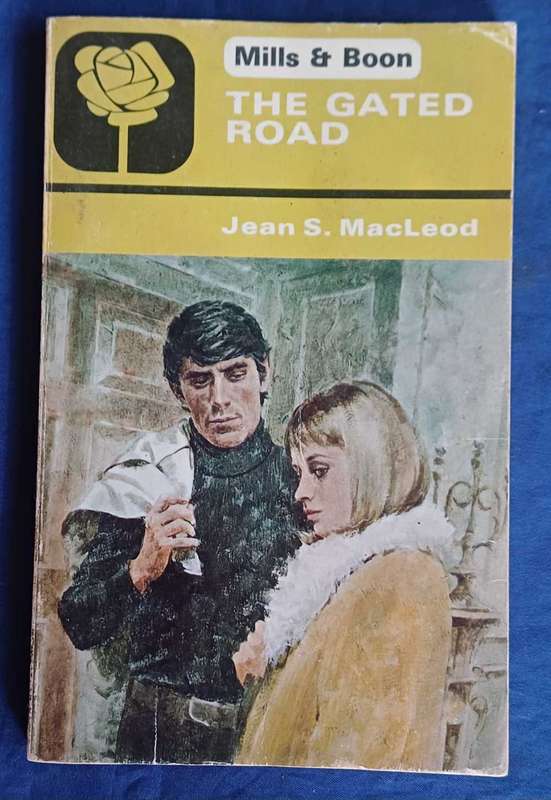 Mills & Boon
THE GATED
ROAD
Jean S. MacLeod